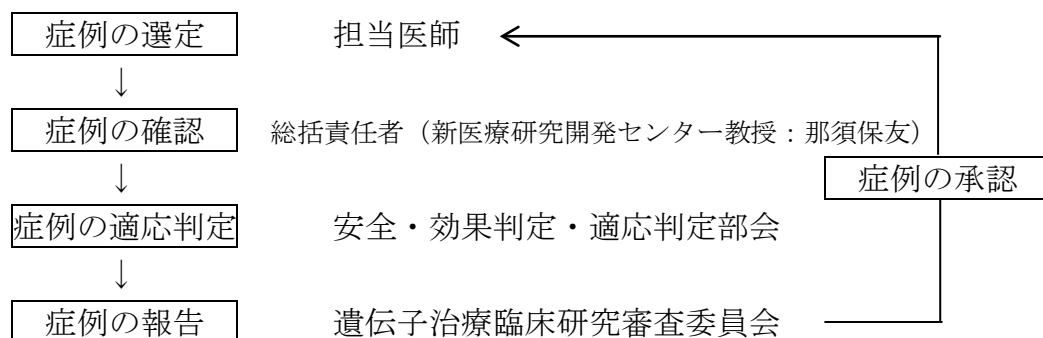 症例の選定 担当医師
↓
症例の確認 総括責任者（新医療研究開発センター教授：那須保友）
↓
症例の承認
症例の適応判定 安全・効果判定・適応判定部会
↓
症例の報告 遺伝子治療臨床研究審査委員会